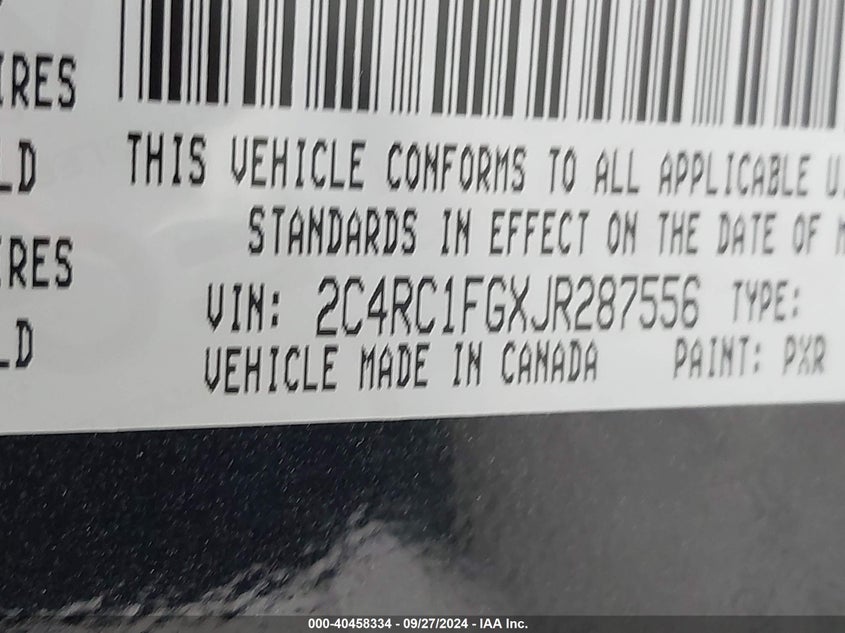 IRES
LD
THIS VEHICLE CONFORMS TO ALL APPLICABLE U.
STANDARDS IN EFFECT ON THE DATE OF M
IRES
VIN: 2C4RC1FGXJR287556 TYPE:
LD
VEHICLE MADE IN CANADA PAINT: PXR
000-40458334 - 09/27/2024 - IAA Inc.